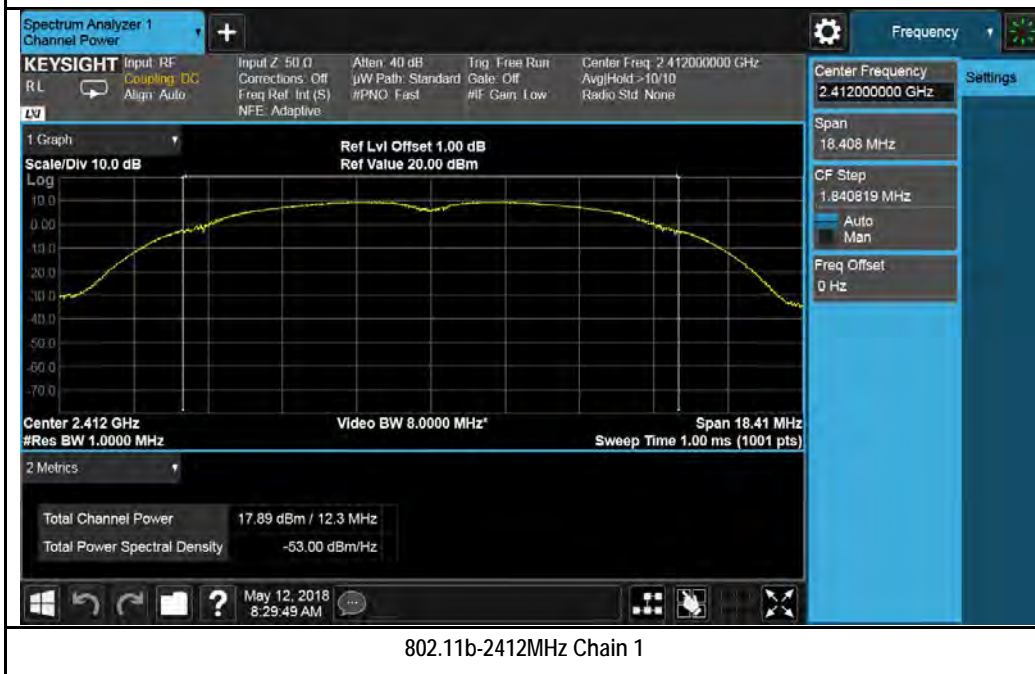 Spectrum Analyzer 1
Channel Power
Frequency
KEYSIGHT
RL
LXI
Input: RF
Coupling: DC
Align: Auto
Input Z: 50 Ω
Corrections: Off
Freq Ref: Int (S)
NFE: Adaptive
Atten: 40 dB
µW Path: Standard
#PNO: Fast
Trig: Free Run
Gate: Off
#IF Gain: Low
Center Freq: 2.412000000 GHz
Avg|Hold:>10/10
Radio Std: None
Center Frequency
2.412000000 GHz
Settings
Span
18.408 MHz
CF Step
1.840819 MHz
Auto
Man
Freq Offset
0 Hz
1 Graph
Scale/Div 10.0 dB
Ref Lvl Offset 1.00 dB
Ref Value 20.00 dBm
Log
10.0
0.00
-10.0
-20.0
-30.0
-40.0
-50.0
-60.0
-70.0
Center 2.412 GHz
#Res BW 1.0000 MHz
Video BW 8.0000 MHz*
Span 18.41 MHz
Sweep Time 1.00 ms (1001 pts)
2 Metrics
Total Channel Power 17.89 dBm / 12.3 MHz
Total Power Spectral Density -53.00 dBm/Hz
?
May 12, 2018
8:29:49 AM
802.11b-2412MHz Chain 1